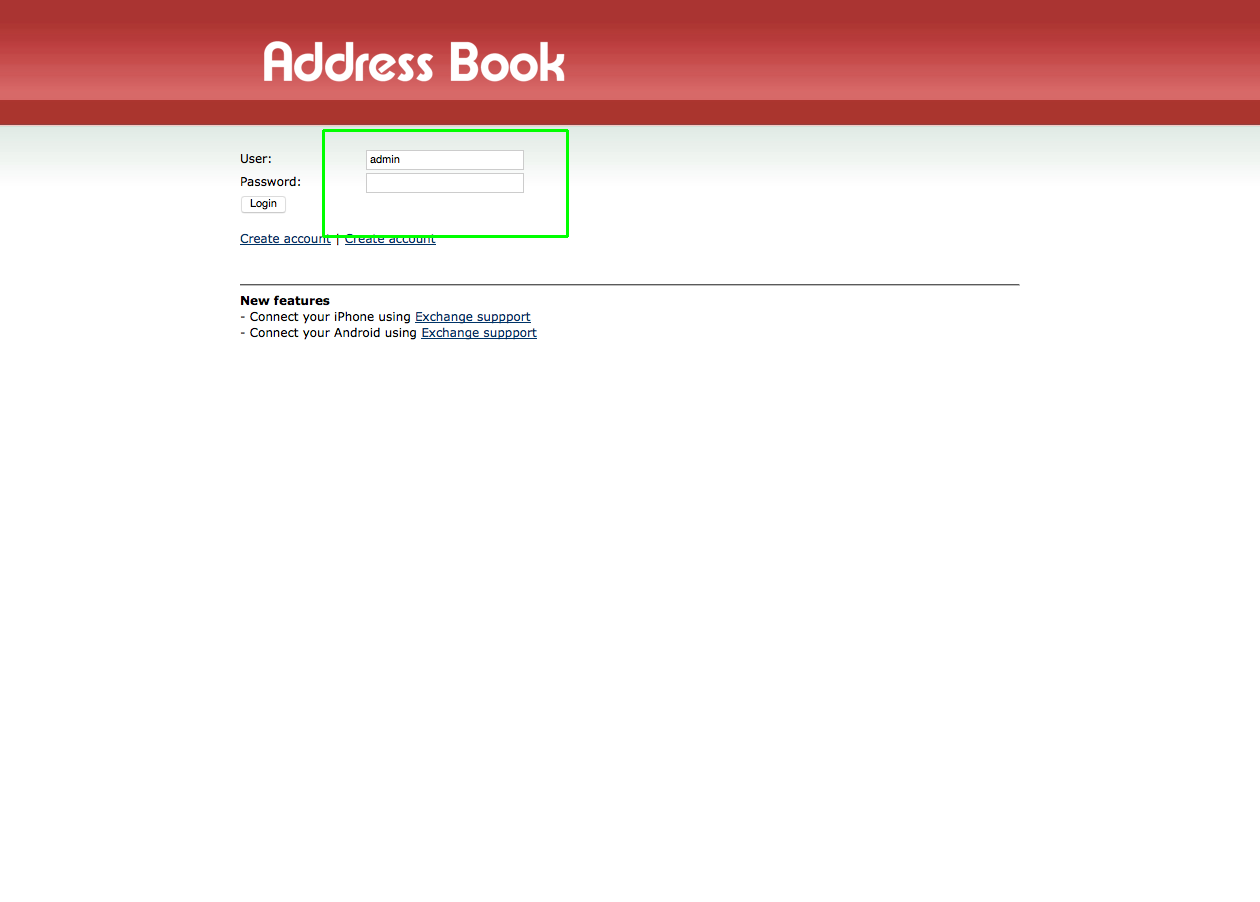 Address Book
User: admin
Password:
Login
Create account | Create account
New features
- Connect your iPhone using Exchange suppport
- Connect your Android using Exchange suppport